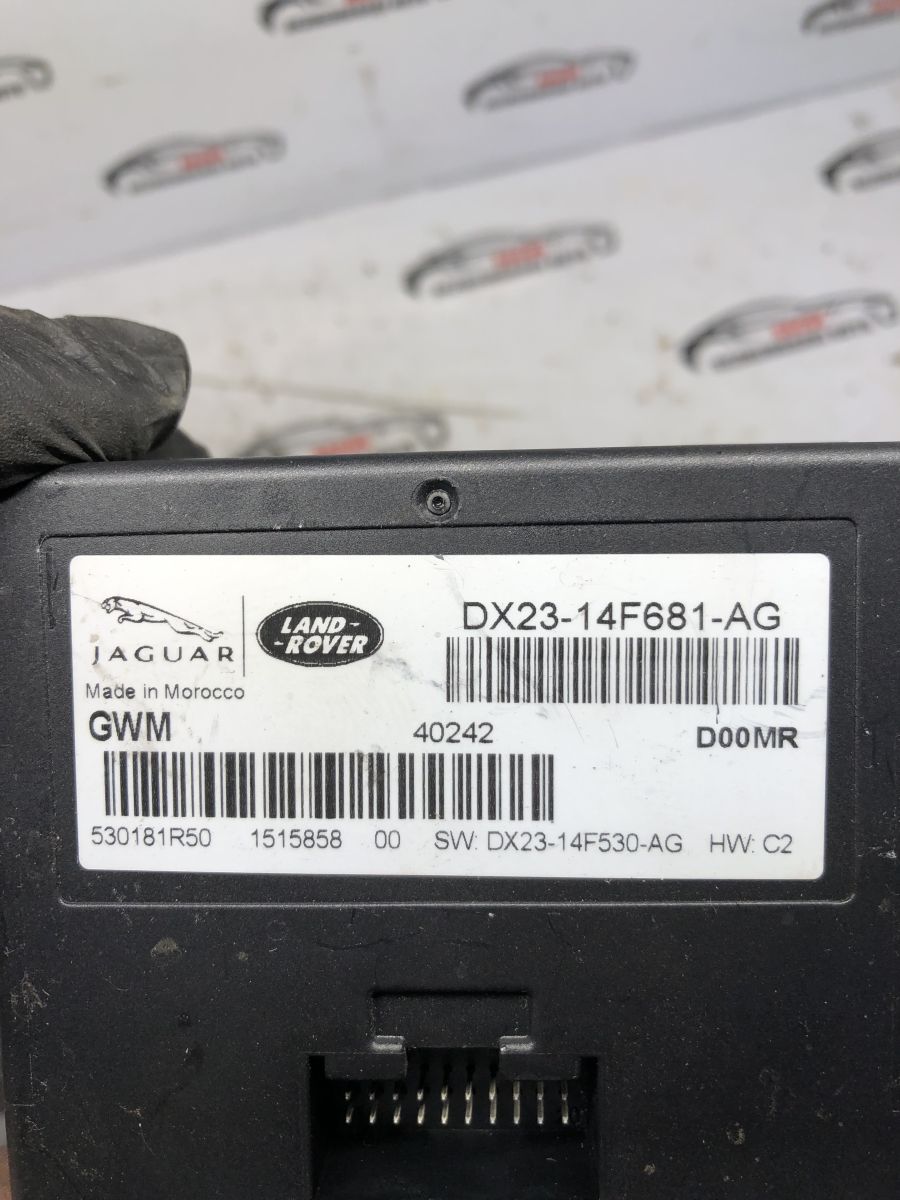 DX23-14F681-AG
JAGUAR
LAND-
-ROVER
Made in Morocco
GWM 40242 D00MR
530181R50 1515858 00 SW: DX23-14F530-AG HW: C2